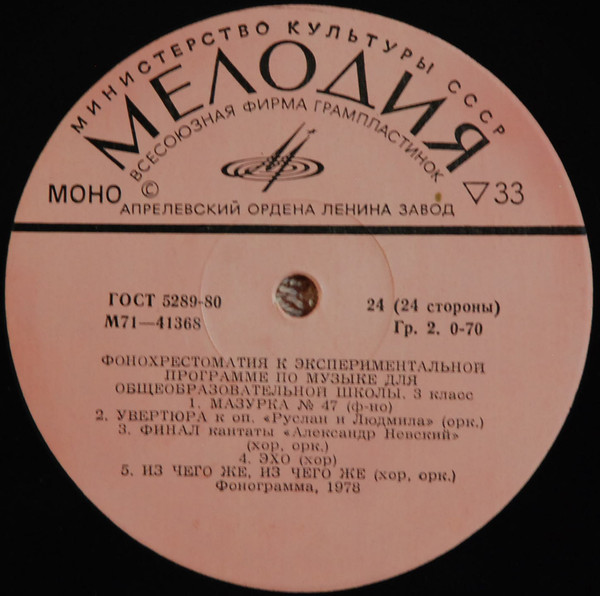 МИНИСТЕРСТВО КУЛЬТУРЫ СССР
МЕЛОДИЯ
ВСЕСОЮЗНАЯ ФИРМА ГРАМПЛАСТИНОК
МОНО © ▽ 33
АПРЕЛЕВСКИЙ ОРДЕНА ЛЕНИНА ЗАВОД
ГОСТ 5289-80 24 (24 стороны)
М71—41368 Гр. 2. 0-70
ФОНОХРЕСТОМАТИЯ К ЭКСПЕРИМЕНТАЛЬНОЙ
ПРОГРАММЕ ПО МУЗЫКЕ ДЛЯ
ОБЩЕОБРАЗОВАТЕЛЬНОЙ ШКОЛЫ. 3 класс
1. МАЗУРКА № 47 (ф-но)
2. УВЕРТЮРА к оп. «Руслан и Людмила» (орк.)
3. ФИНАЛ кантаты «Александр Невский»
(хор, орк.)
4. ЭХО (хор)
5. ИЗ ЧЕГО ЖЕ, ИЗ ЧЕГО ЖЕ (хор, орк.)
Фонограмма, 1978